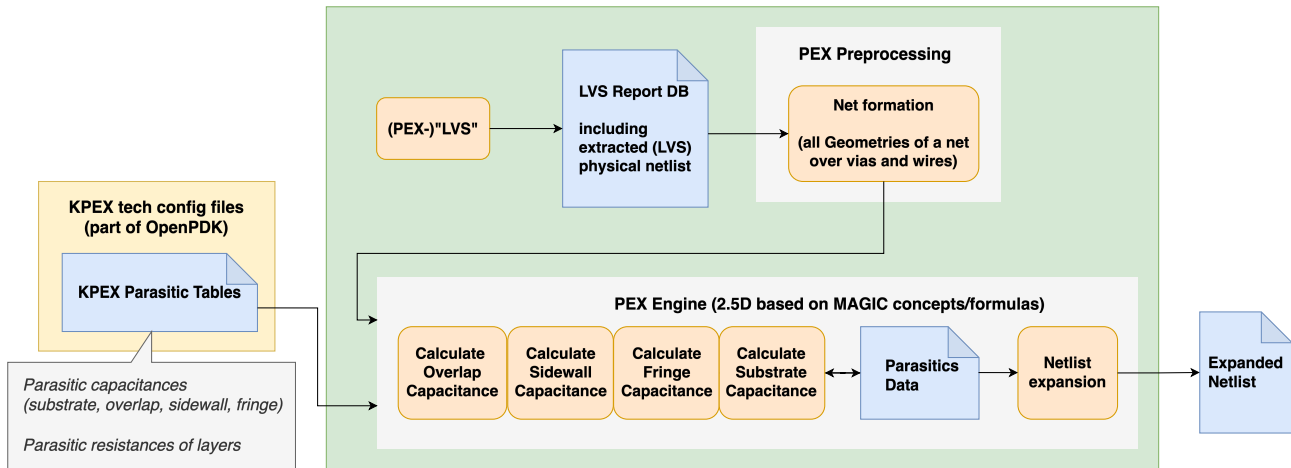 PEX Preprocessing
(PEX-)"LVS"
LVS Report DB
including
extracted (LVS)
physical netlist
Net formation
(all Geometries of a net
over vias and wires)
KPEX tech config files
(part of OpenPDK)
KPEX Parasitic Tables
Parasitic capacitances
(substrate, overlap, sidewall, fringe)
Parasitic resistances of layers
PEX Engine (2.5D based on MAGIC concepts/formulas)
Calculate
Overlap
Capacitance
Calculate
Sidewall
Capacitance
Calculate
Fringe
Capacitance
Calculate
Substrate
Capacitance
Parasitics
Data
Netlist
expansion
Expanded
Netlist